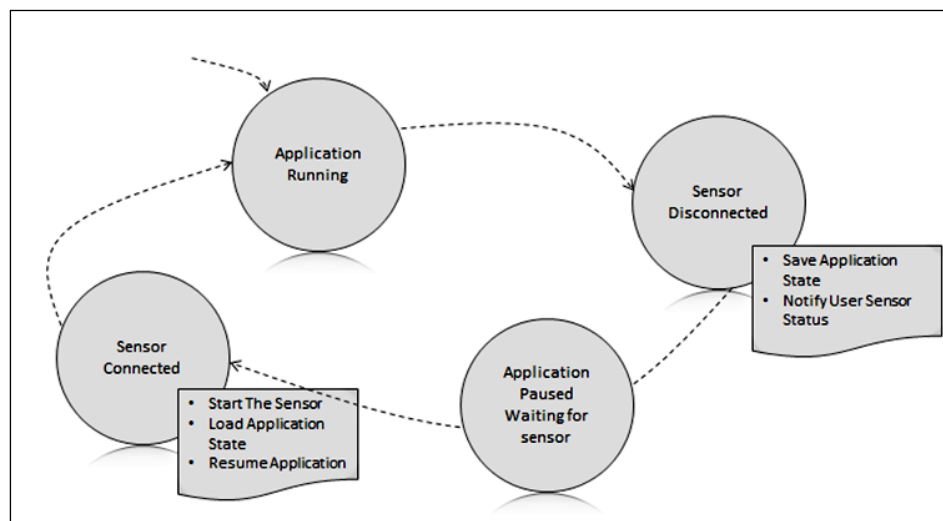 Application
Running
Sensor
Disconnected
• Save Application
State
• Notify User Sensor
Status
Application
Paused
Waiting for
sensor
Sensor
Connected
• Start The Sensor
• Load Application
State
• Resume Application